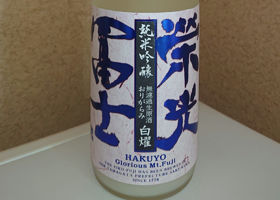 榮光
冨士
純米吟醸
無濾過生原酒
おりがらみ
白燿
HAKUYO
Glorious Mt.Fuji
SINCE 1778